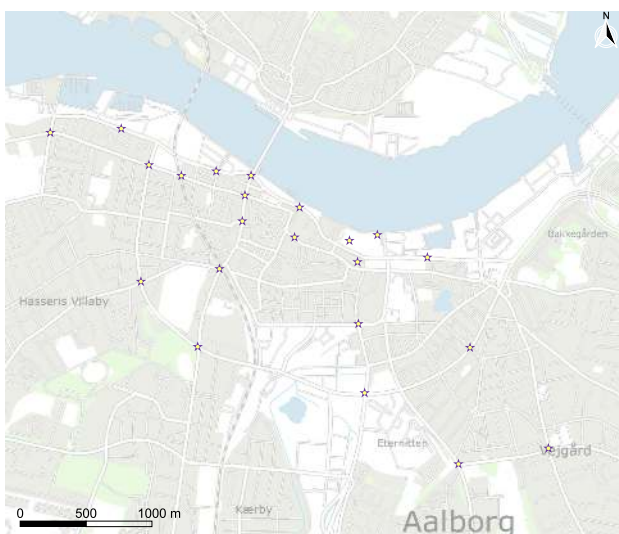 N
Bakkegården
Hasseris Villaby
Eternitten
Vejgård
Kærby
Aalborg
0 500 1000 m